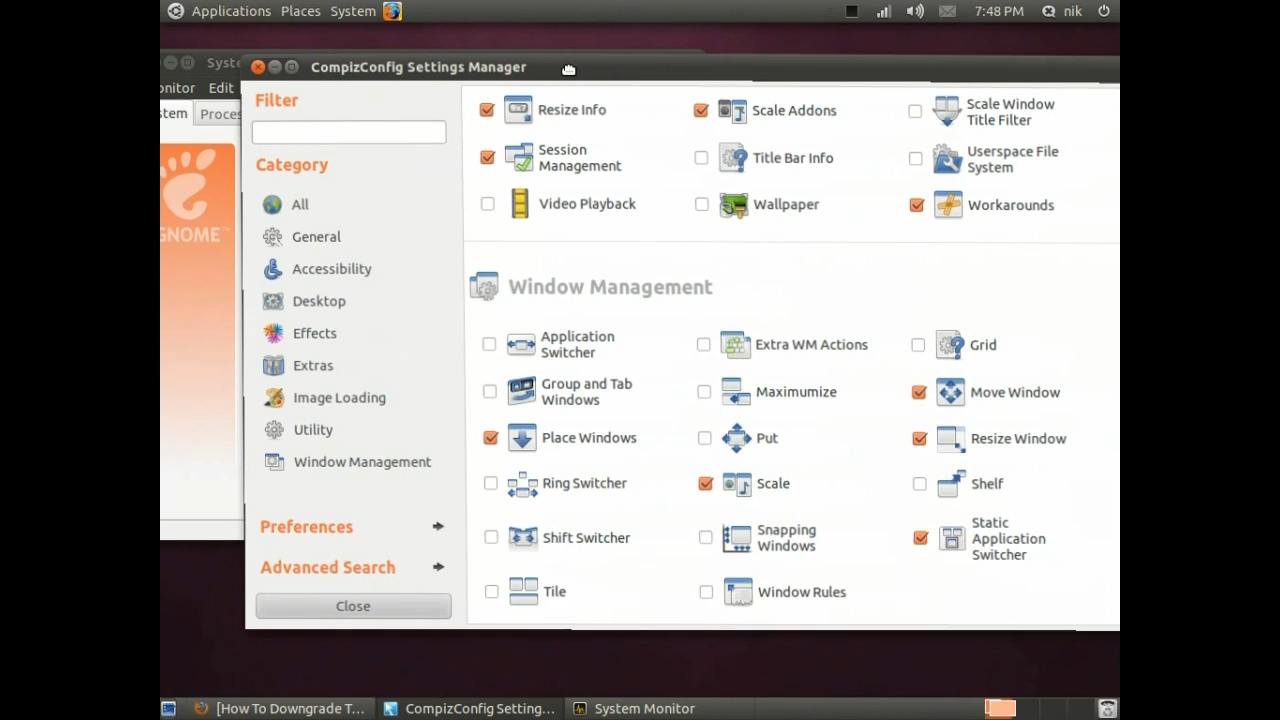 Applications Places System 7:48 PM nik
Syste
CompizConfig Settings Manager
onitor Edit
stem Proces
GNOME™
Filter
Category
All
General
Accessibility
Desktop
Effects
Extras
Image Loading
Utility
Window Management
Preferences
Advanced Search
Close
Resize Info
Scale Addons
Scale Window
Title Filter
Session
Management
Title Bar Info
Userspace File
System
Video Playback
Wallpaper
Workarounds
Window Management
Application
Switcher
Extra WM Actions
Grid
Group and Tab
Windows
Maximumize
Move Window
Place Windows
Put
Resize Window
Ring Switcher
Scale
Shelf
Shift Switcher
Snapping
Windows
Static
Application
Switcher
Tile
Window Rules
[How To Downgrade T... CompizConfig Setting... System Monitor